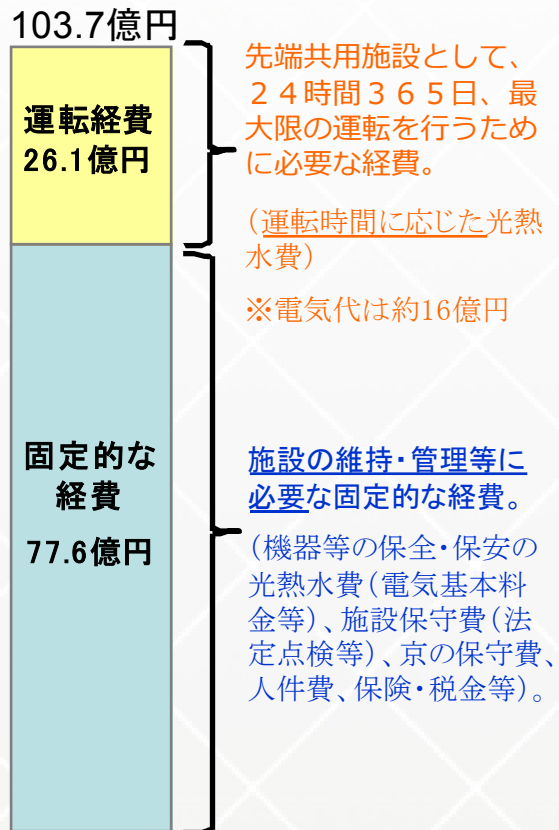 103.7億円
運転経費
26.1億円
先端共用施設として、
２４時間３６５日、最
大限の運転を行うため
に必要な経費。
（運転時間に応じた光熱
水費）
※電気代は約16億円
固定的な
経費
77.6億円
施設の維持・管理等に
必要な固定的な経費。
（機器等の保全・保安の
光熱水費（電気基本料
金等）、施設保守費（法
定点検等）、京の保守費、
人件費、保険・税金等）。